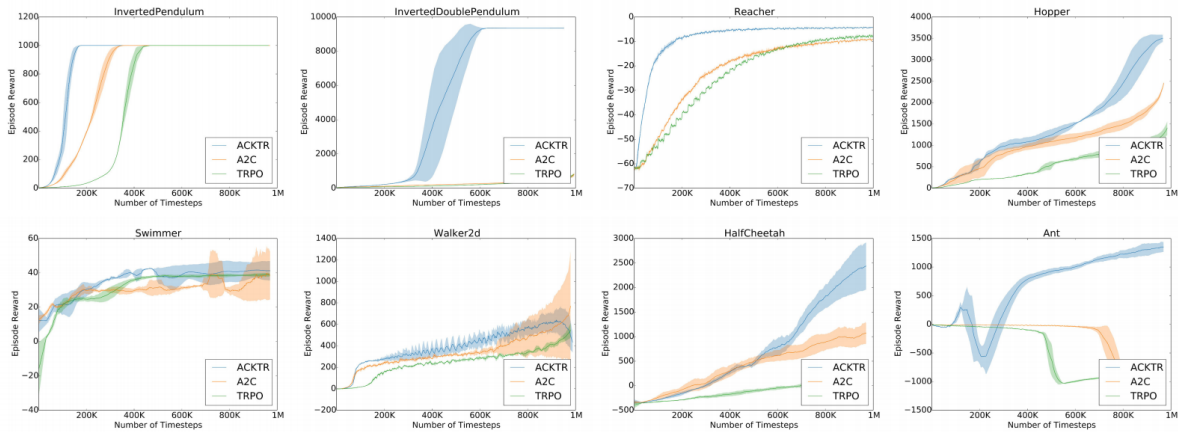 InvertedPendulum
1200
1000
800
600
400
200
0
200K 400K 600K 800K 1M
Episode Reward
Number of Timesteps
ACKTR
A2C
TRPO
InvertedDoublePendulum
10000
8000
6000
4000
2000
0
200K 400K 600K 800K 1M
Episode Reward
Number of Timesteps
ACKTR
A2C
TRPO
Reacher
0
−10
−20
−30
−40
−50
−60
−70
200K 400K 600K 800K 1M
Episode Reward
Number of Timesteps
ACKTR
A2C
TRPO
Hopper
4000
3500
3000
2500
2000
1500
1000
500
0
200K 400K 600K 800K 1M
Episode Reward
Number of Timesteps
ACKTR
A2C
TRPO
Swimmer
60
40
20
0
−20
−40
200K 400K 600K 800K 1M
Episode Reward
Number of Timesteps
ACKTR
A2C
TRPO
Walker2d
1400
1200
1000
800
600
400
200
0
−200
200K 400K 600K 800K 1M
Episode Reward
Number of Timesteps
ACKTR
A2C
TRPO
HalfCheetah
3000
2500
2000
1500
1000
500
0
−500
200K 400K 600K 800K 1M
Episode Reward
Number of Timesteps
ACKTR
A2C
TRPO
Ant
1500
1000
500
0
−500
−1000
−1500
200K 400K 600K 800K 1M
Episode Reward
Number of Timesteps
ACKTR
A2C
TRPO